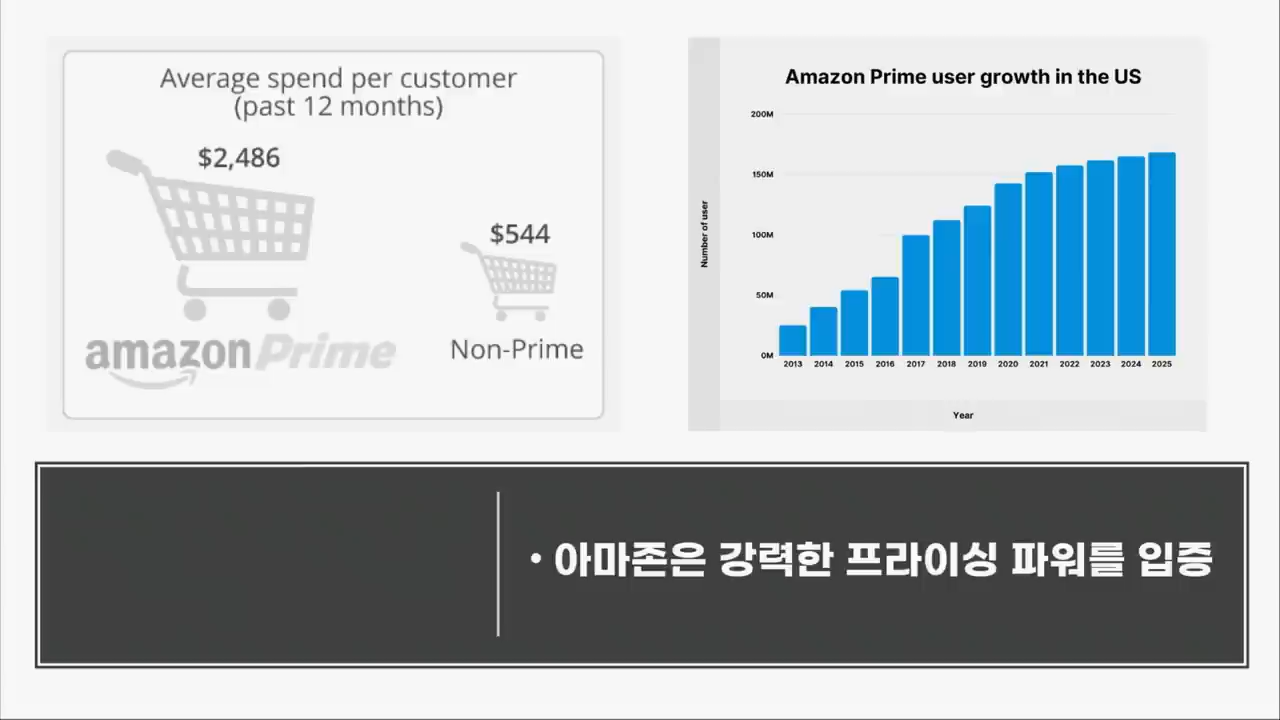 Average spend per customer
(past 12 months)
$2,486
$544
amazon Prime
Non-Prime
Amazon Prime user growth in the US
200M
150M
100M
50M
0M
Number of user
2013 2014 2015 2016 2017 2018 2019 2020 2021 2022 2023 2024 2025
Year
• 아마존은 강력한 프라이싱 파워를 입증